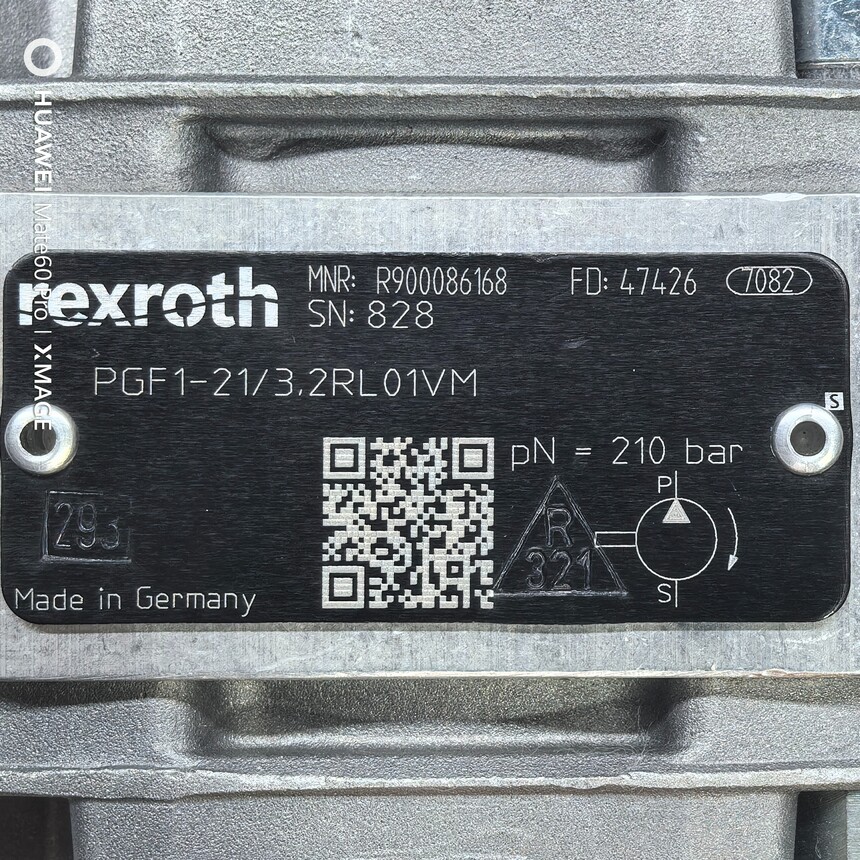 rexroth
MNR: R900086168
FD: 47426
7082
SN: 828
PGF1-21/3,2RL01VM
S
pN = 210 bar
P
R
321
S
293
Made in Germany
HUAWEI Mate60 Pro | XMAGE